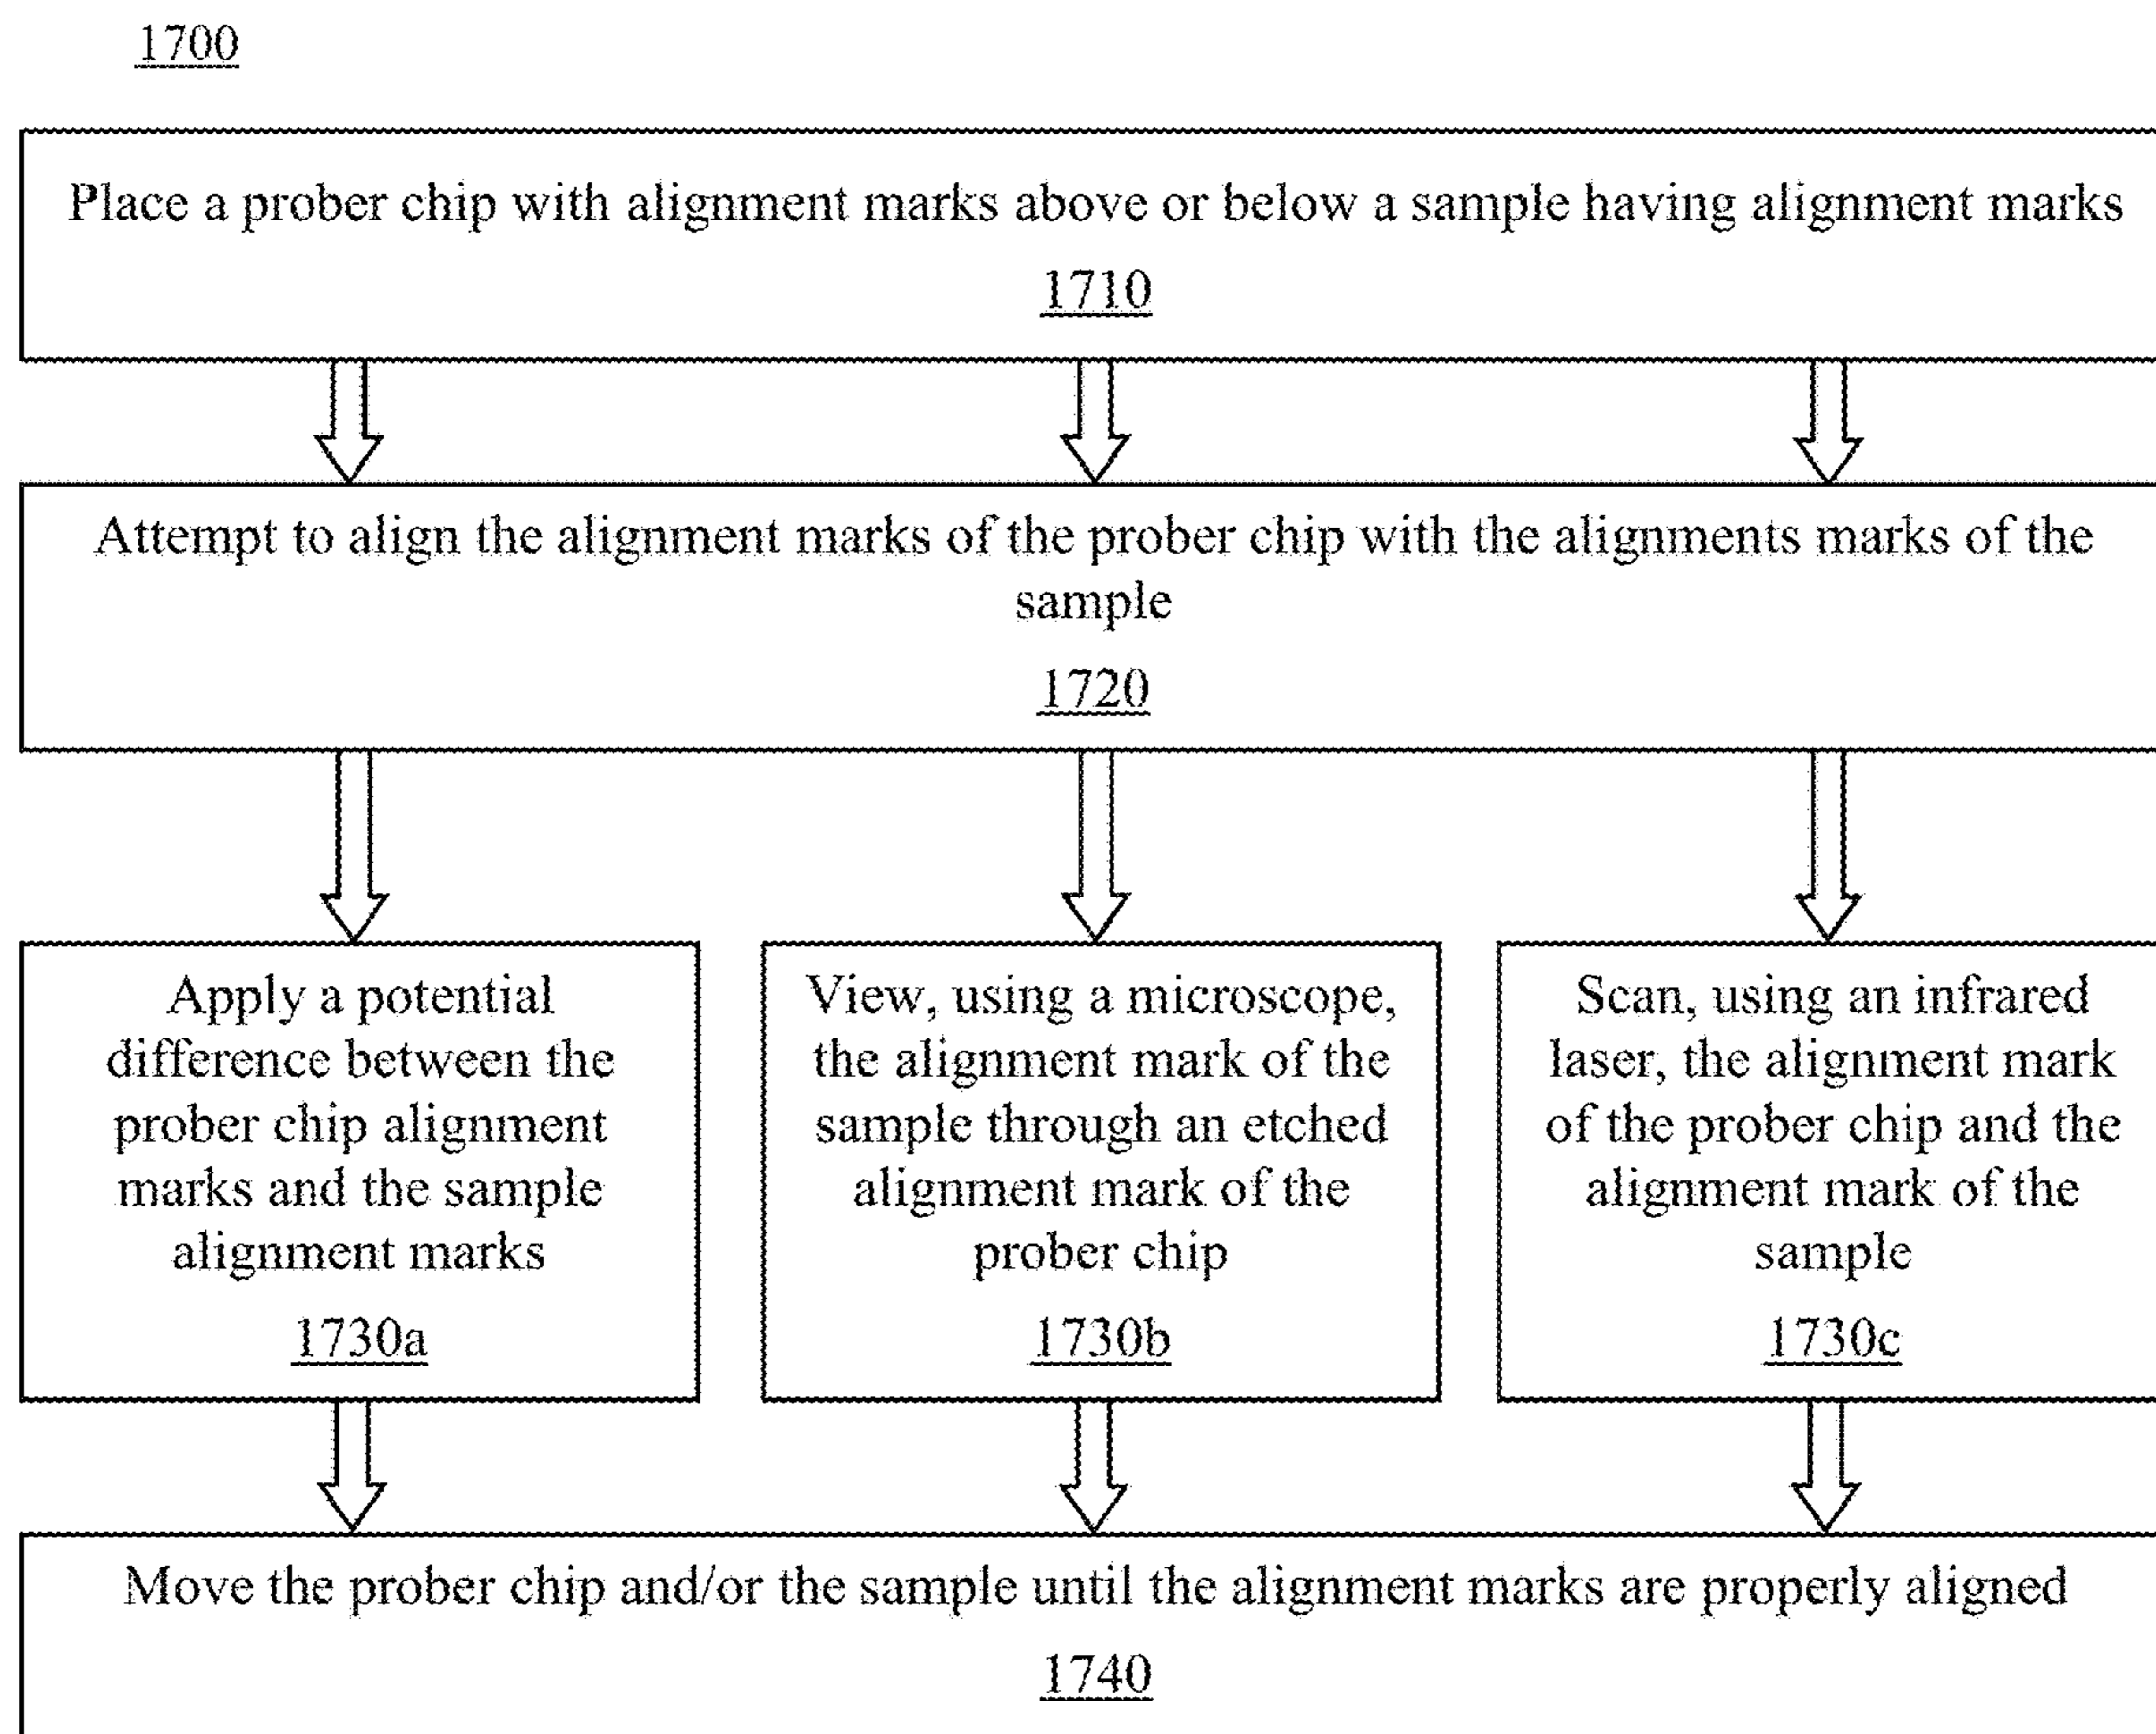 1700
Place a prober chip with alignment marks above or below a sample having alignment marks
1710
Attempt to align the alignment marks of the prober chip with the alignments marks of the
sample
1720
Apply a potential
difference between the
prober chip alignment
marks and the sample
alignment marks
1730a
View, using a microscope,
the alignment mark of the
sample through an etched
alignment mark of the
prober chip
1730b
Scan, using an infrared
laser, the alignment mark
of the prober chip and the
alignment mark of the
sample
1730c
Move the prober chip and/or the sample until the alignment marks are properly aligned
1740